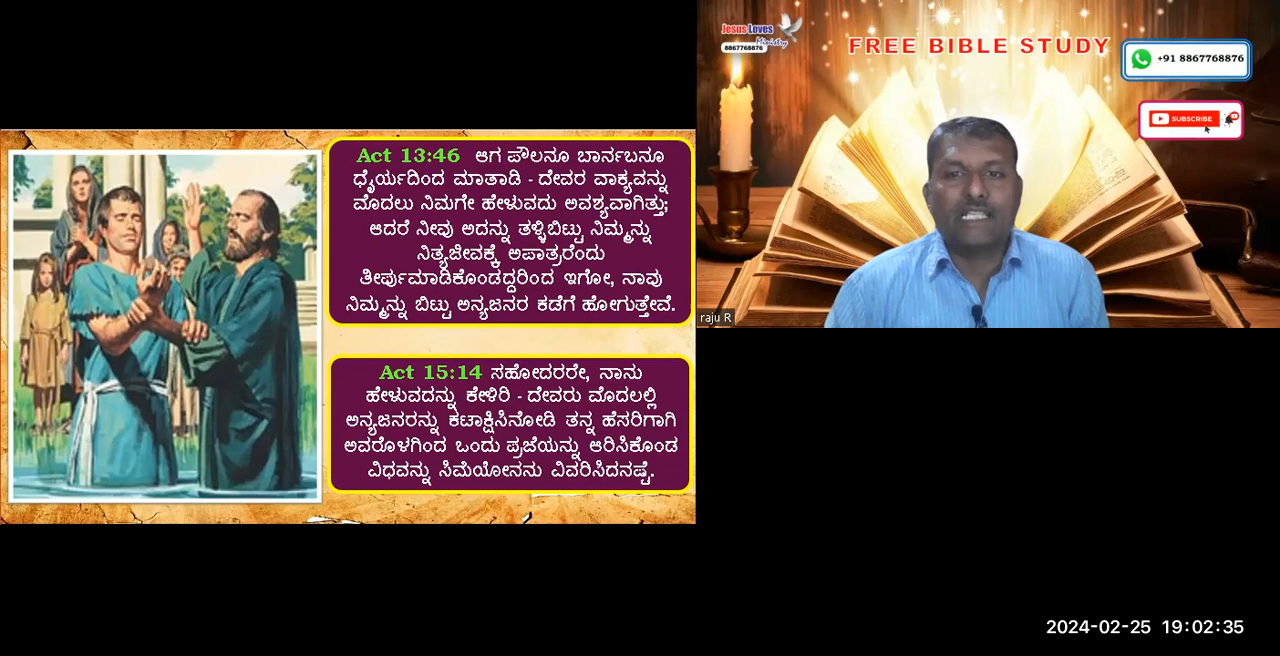 Act 13:46 ಆಗ ಪೌಲನೂ ಬಾರ್ನಬನೂ
ಧೈರ್ಯದಿಂದ ಮಾತಾಡಿ - ದೇವರ ವಾಕ್ಯವನ್ನು
ಮೊದಲು ನಿಮಗೇ ಹೇಳುವದು ಅವಶ್ಯವಾಗಿತ್ತು;
ಆದರೆ ನೀವು ಅದನ್ನು ತಳ್ಳಿಬಿಟ್ಟು ನಿಮ್ಮನ್ನು
ನಿತ್ಯಜೀವಕ್ಕೆ ಅಪಾತ್ರರೆಂದು
ತೀರ್ಪುಮಾಡಿಕೊಂಡದ್ದರಿಂದ ಇಗೋ, ನಾವು
ನಿಮ್ಮನ್ನು ಬಿಟ್ಟು ಅನ್ಯಜನರ ಕಡೆಗೆ ಹೋಗುತ್ತೇವೆ.
Act 15:14 ಸಹೋದರರೇ, ನಾನು
ಹೇಳುವದನ್ನು ಕೇಳಿರಿ - ದೇವರು ಮೊದಲಲ್ಲಿ
ಅನ್ಯಜನರನ್ನು ಕಟಾಕ್ಷಿಸಿನೋಡಿ ತನ್ನ ಹೆಸರಿಗಾಗಿ
ಅವರೊಳಗಿಂದ ಒಂದು ಪ್ರಜೆಯನ್ನು ಆರಿಸಿಕೊಂಡ
ವಿಧವನ್ನು ಸಿಮೆಯೋನನು ವಿವರಿಸಿದನಷ್ಟೆ.
Jesus Loves
Ministry
8867768876
FREE BIBLE STUDY
+91 8867768876
SUBSCRIBE
raju R
2024-02-25 19:02:35